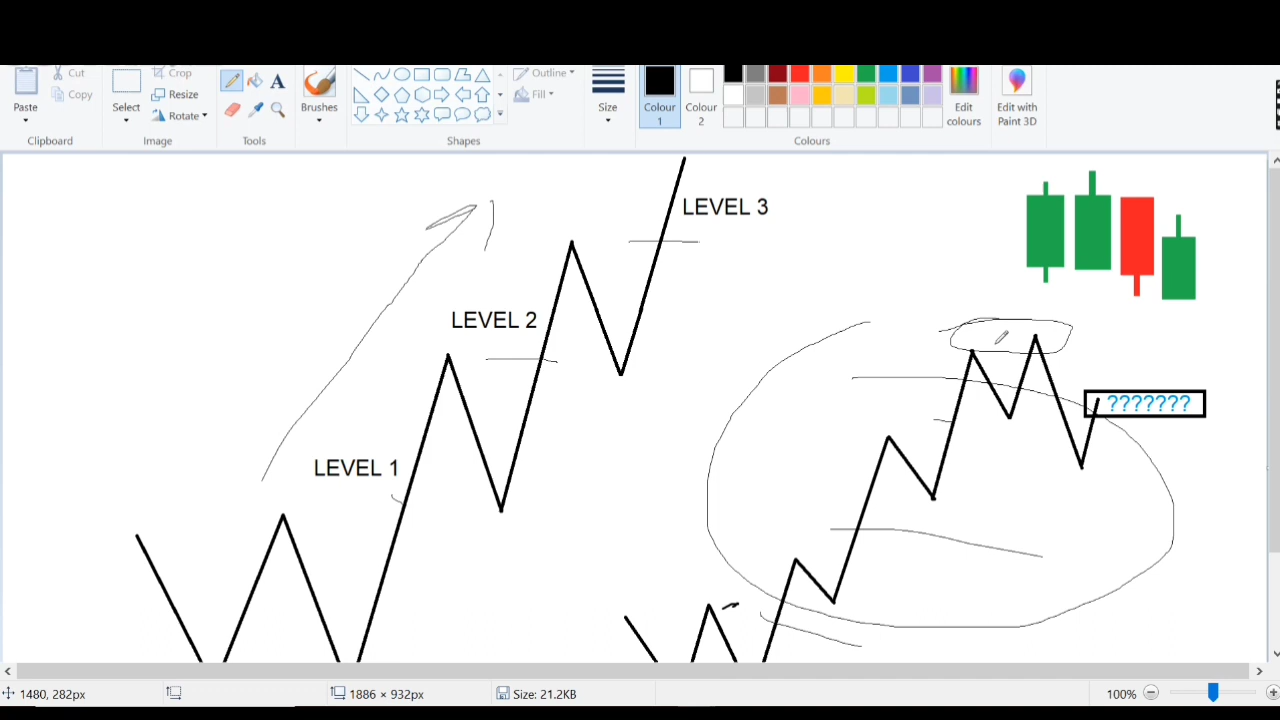 Cut
Copy
Paste
Clipboard
Select
Crop
Resize
Rotate
Image
Tools
Brushes
Shapes
Outline
Fill
Size
Colour 1
Colour 2
Edit colours
Edit with Paint 3D
Colours
LEVEL 3
LEVEL 2
LEVEL 1
???????
1480, 282px
1886 × 932px
Size: 21.2KB
100%